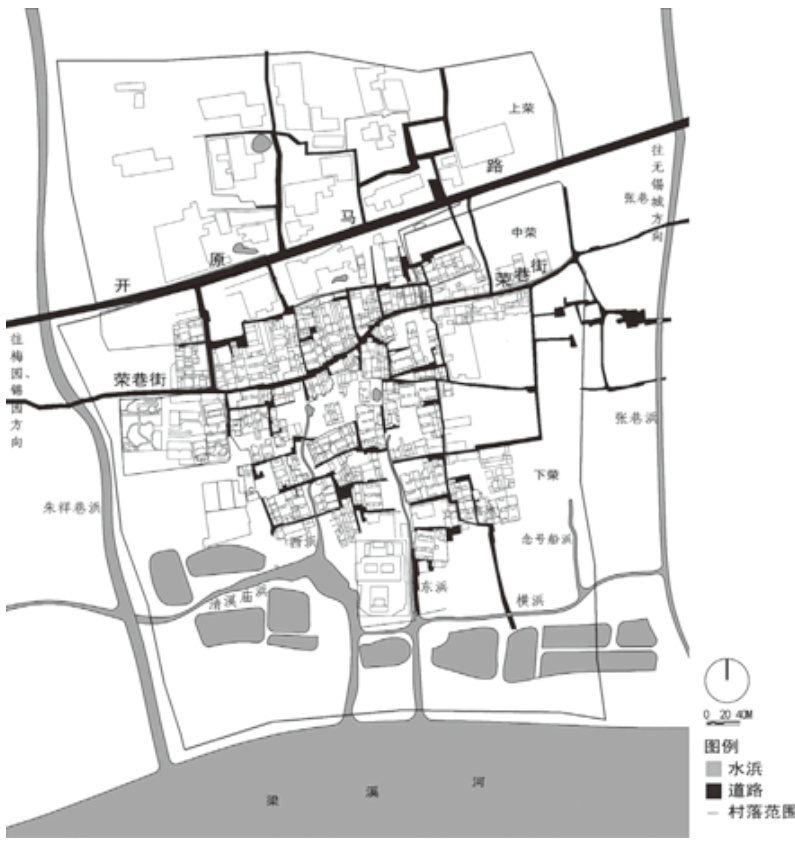 上荣
往无锡城方向
张巷
开原马路
中荣
荣巷街
往梅园、锡园方向
荣巷街
张巷浜
下荣
朱祥巷浜
念号船浜
西浜
东浜
清溪庙浜
横浜
0 20 40M
图例
水浜
道路
村落范围
梁溪河